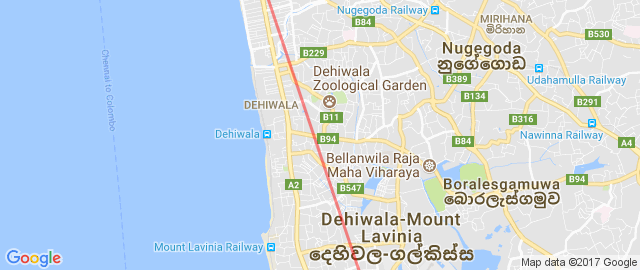 Nugegoda Railway
B84
MIRIHANA
මිරිහාන
B530
B229
Nugegoda
නුගේගොඩ
Dehiwala
Zoological Garden
B389
Udahamulla Railway
B134
B291
DEHIWALA
B11
B316
Nawinna Railway
Dehiwala
B94
B84
Bellanwila Raja
Maha Viharaya
B94
A2
B547
Boralesgamuwa
බොරලැස්ගමුව
Dehiwala-Mount
Lavinia
දෙහිවල-ගල්කිස්ස
Mount Lavinia Railway
Chennai to Colombo
Google
Map data ©2017 Google